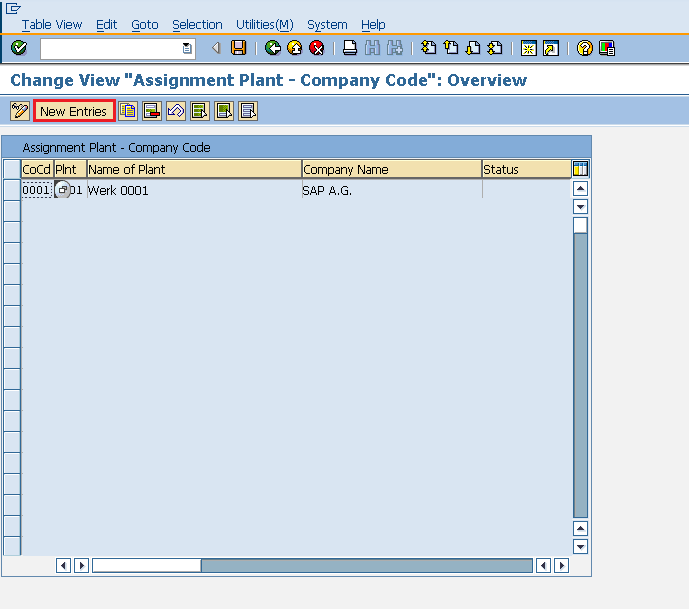 Table View Edit Goto Selection Utilities(M) System Help
Change View "Assignment Plant - Company Code": Overview
New Entries
Assignment Plant - Company Code
CoCd Plnt Name of Plant Company Name Status
0001 01 Werk 0001 SAP A.G.